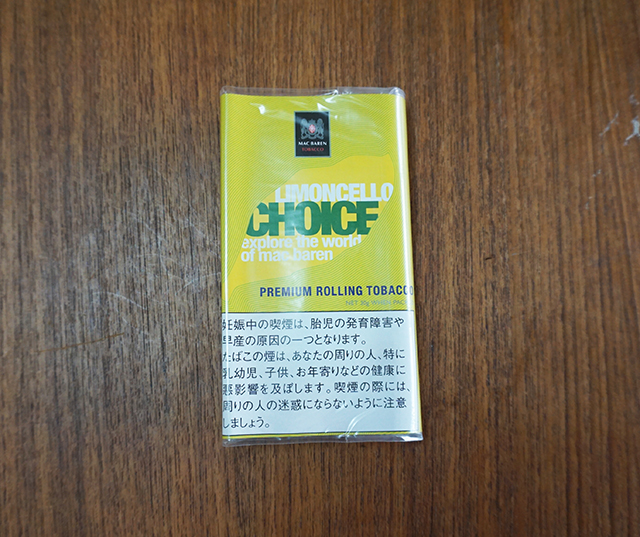 MAC BAREN
TOBACCO
LIMONCELLO
CHOICE
explore the world
of mac baren
PREMIUM ROLLING TOBACCO
NET 30g WHEN PACKED
妊娠中の喫煙は、胎児の発育障害や
早産の原因の一つとなります。
たばこの煙は、あなたの周りの人、特に
乳幼児、子供、お年寄りなどの健康に
悪影響を及ぼします。喫煙の際には、
周りの人の迷惑にならないように注意
しましょう。